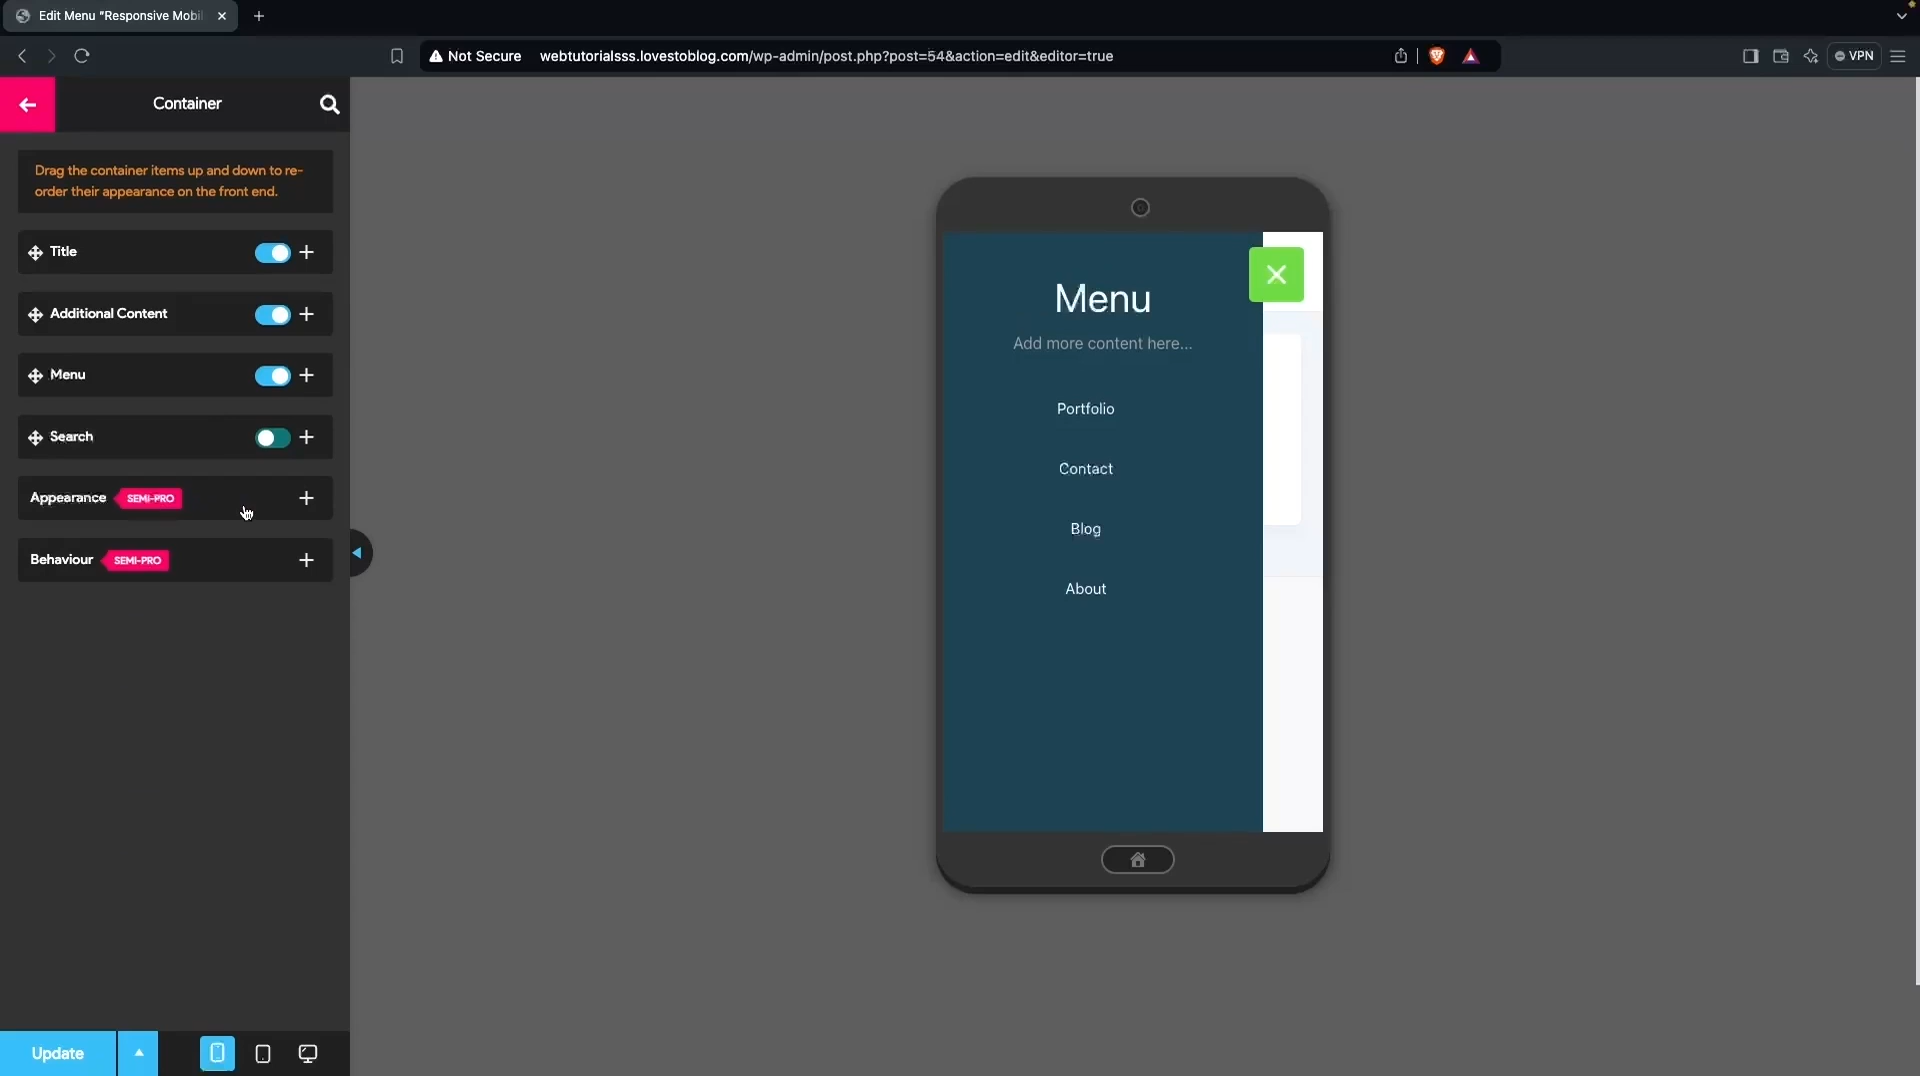 Edit Menu "Responsive Mobil
Not Secure
webtutorialsss.lovestoblog.com/wp-admin/post.php?post=54&action=edit&editor=true
VPN
Container
Drag the container items up and down to re-
order their appearance on the front end.
Title
Additional Content
Menu
Search
Appearance
SEMI-PRO
Behaviour
SEMI-PRO
Update
Menu
Add more content here...
Portfolio
Contact
Blog
About